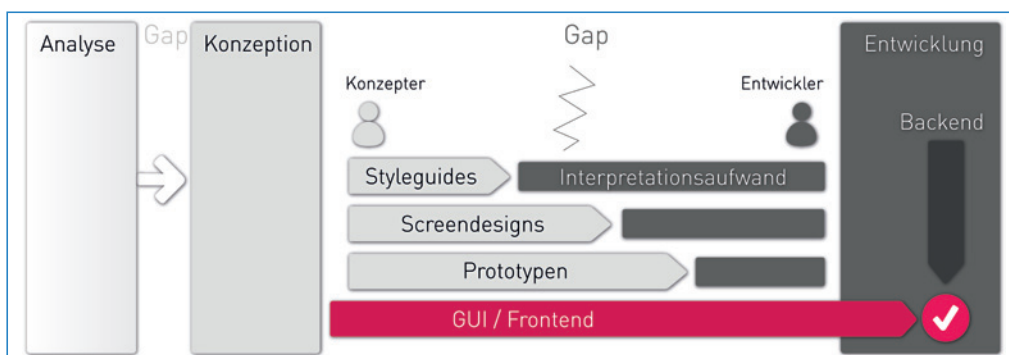 Analyse
Gap
Konzeption
Gap
Entwicklung
Konzepter
Entwickler
Backend
Styleguides
Interpretationsaufwand
Screendesigns
Prototypen
GUI / Frontend